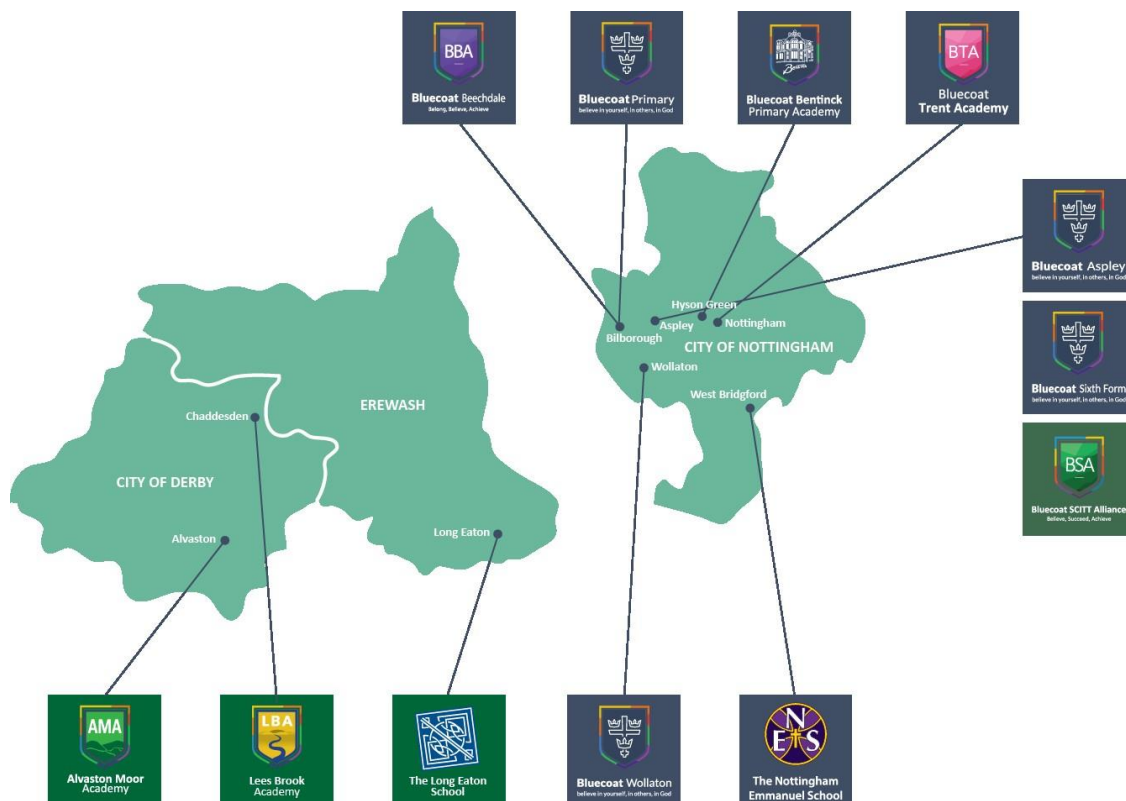 BBA
Bluecoat Beechdale
Belong, Believe, Achieve
Bluecoat Primary
believe in yourself, in others, in God
Bentinck
Bluecoat Bentinck
Primary Academy
BTA
Bluecoat
Trent Academy
Bluecoat Aspley
believe in yourself, in others, in God
Bluecoat Sixth Form
believe in yourself, in others, in God
BSA
Bluecoat SCITT Alliance
Believe, Succeed, Achieve
Hyson Green
Bilborough
Aspley
Nottingham
CITY OF NOTTINGHAM
Wollaton
West Bridgford
EREWASH
Chaddesden
CITY OF DERBY
Alvaston
Long Eaton
AMA
Alvaston Moor
Academy
LBA
Lees Brook
Academy
The Long Eaton
School
Bluecoat Wollaton
believe in yourself, in others, in God
N
E S
The Nottingham
Emmanuel School